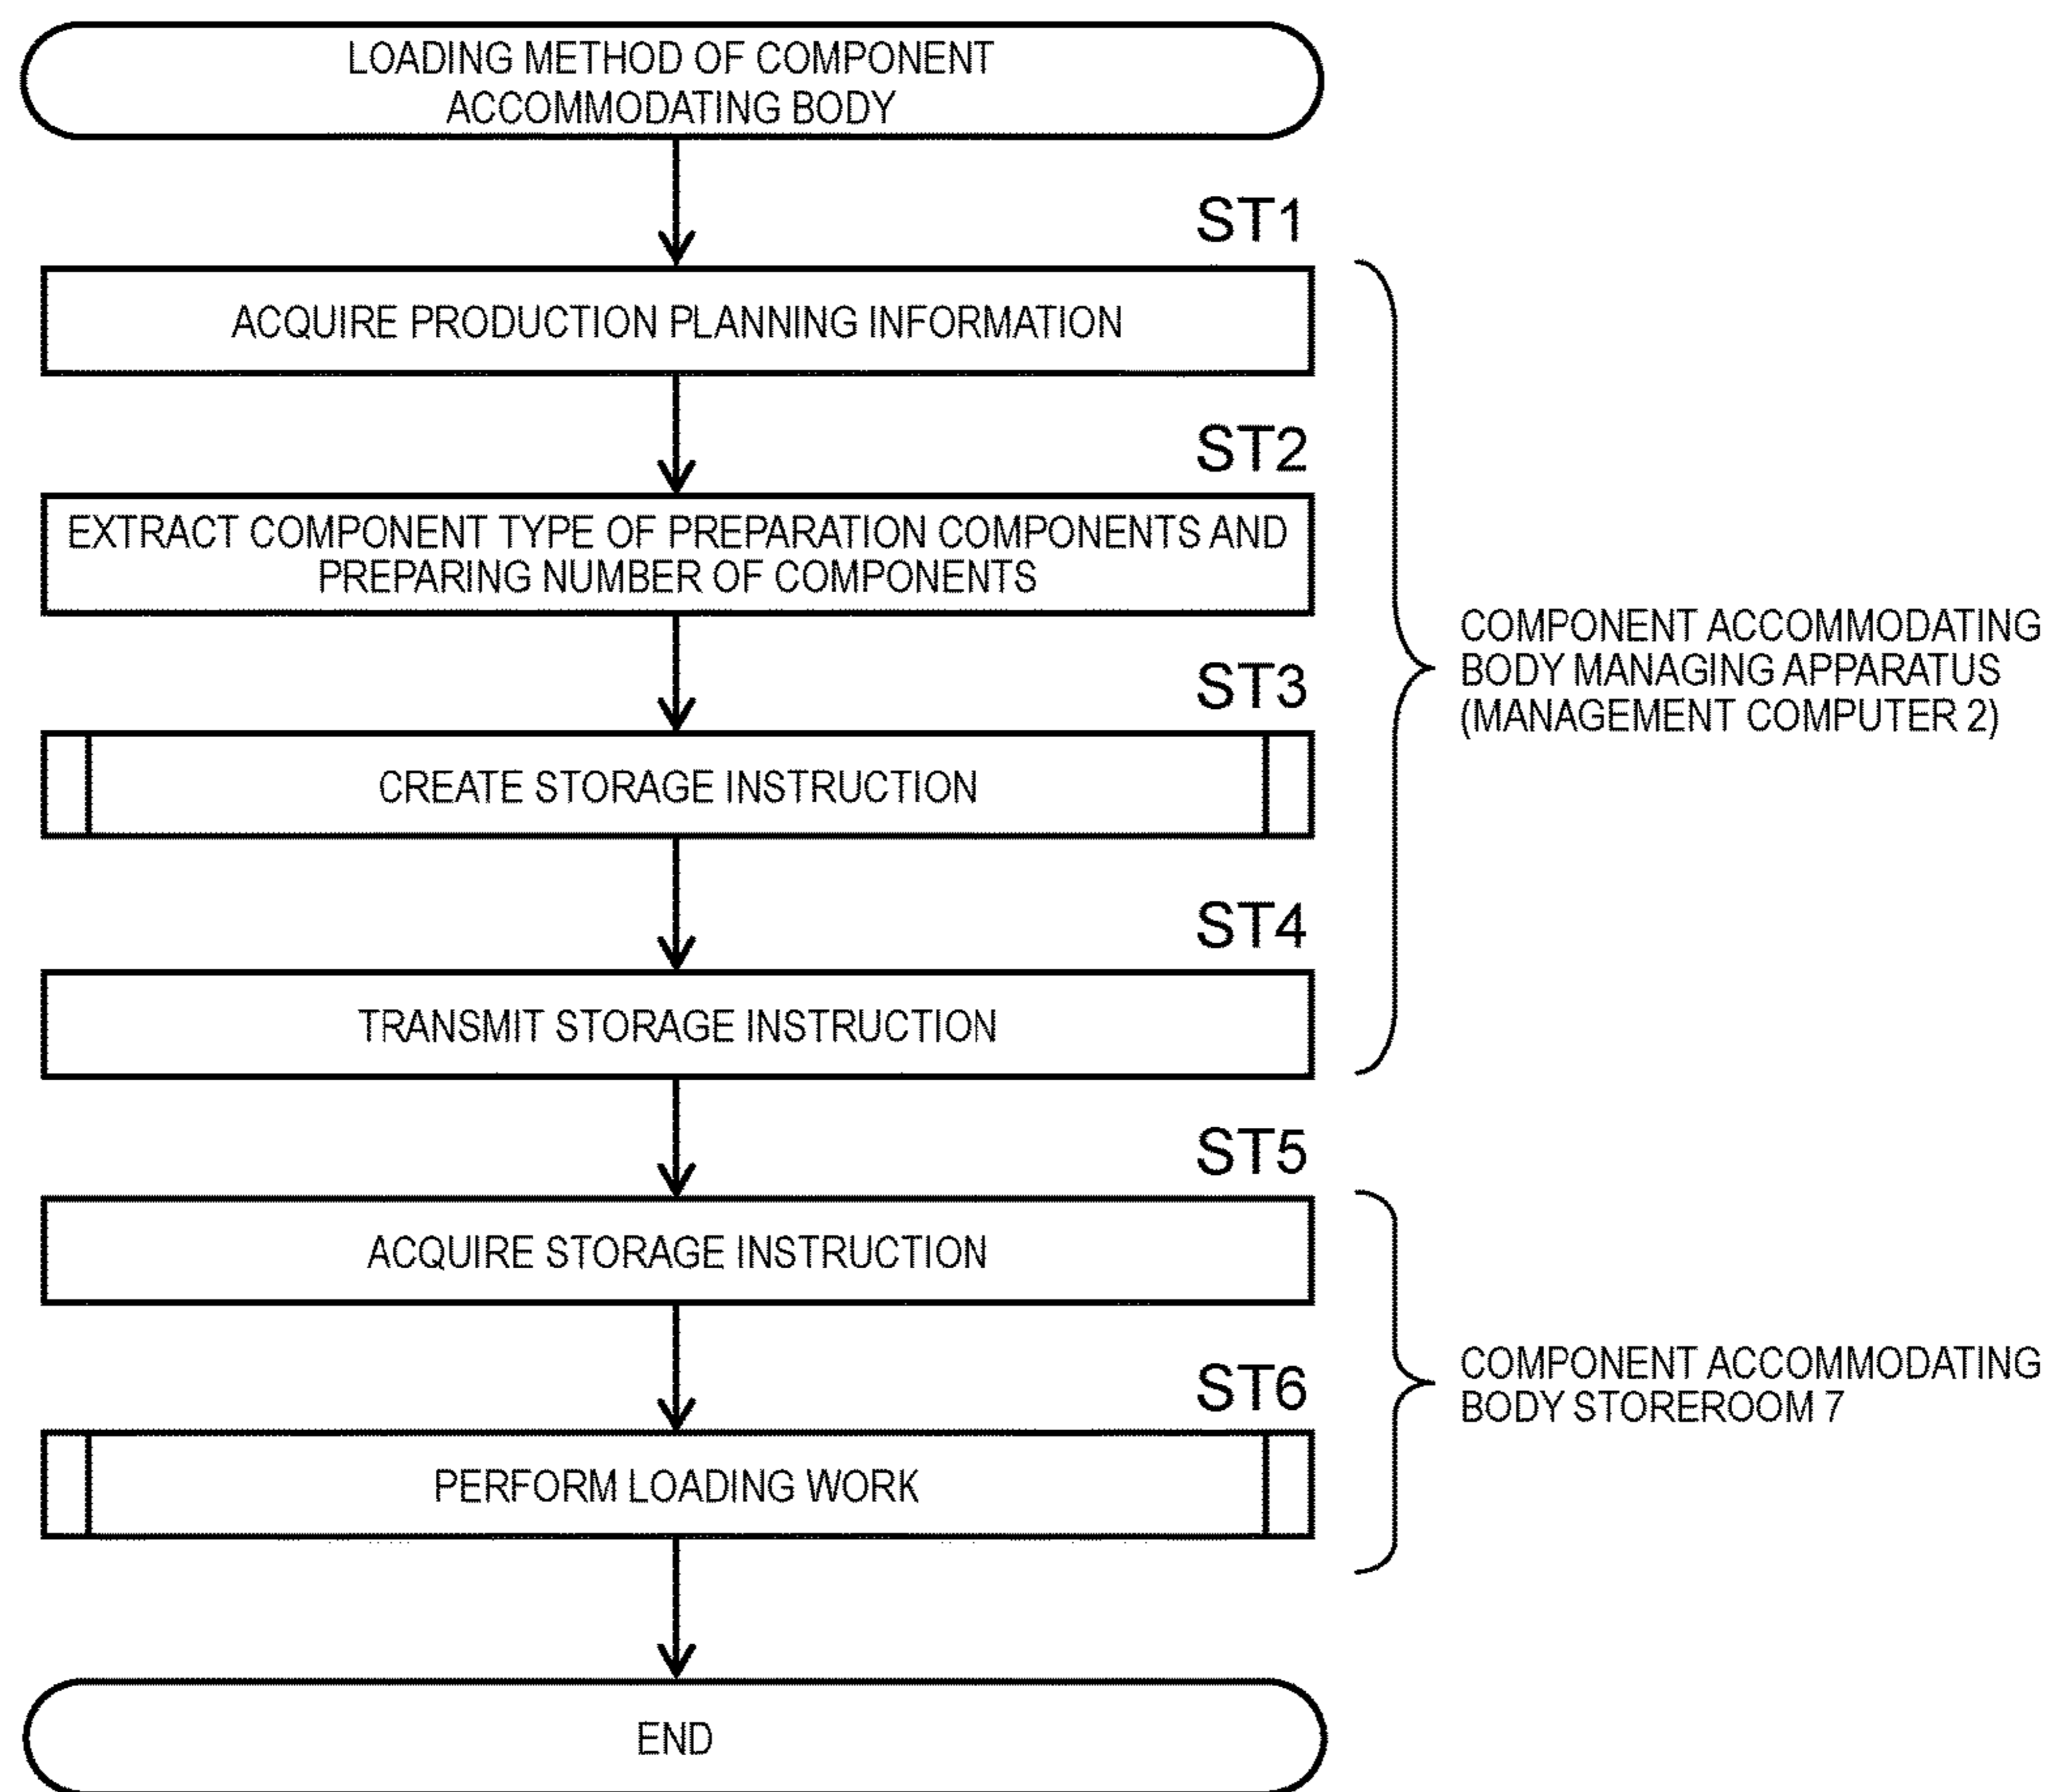 LOADING METHOD OF COMPONENT
ACCOMMODATING BODY
ST1
ACQUIRE PRODUCTION PLANNING INFORMATION
ST2
EXTRACT COMPONENT TYPE OF PREPARATION COMPONENTS AND
PREPARING NUMBER OF COMPONENTS
ST3
CREATE STORAGE INSTRUCTION
ST4
TRANSMIT STORAGE INSTRUCTION
COMPONENT ACCOMMODATING
BODY MANAGING APPARATUS
(MANAGEMENT COMPUTER 2)
ST5
ACQUIRE STORAGE INSTRUCTION
ST6
PERFORM LOADING WORK
COMPONENT ACCOMMODATING
BODY STOREROOM 7
END